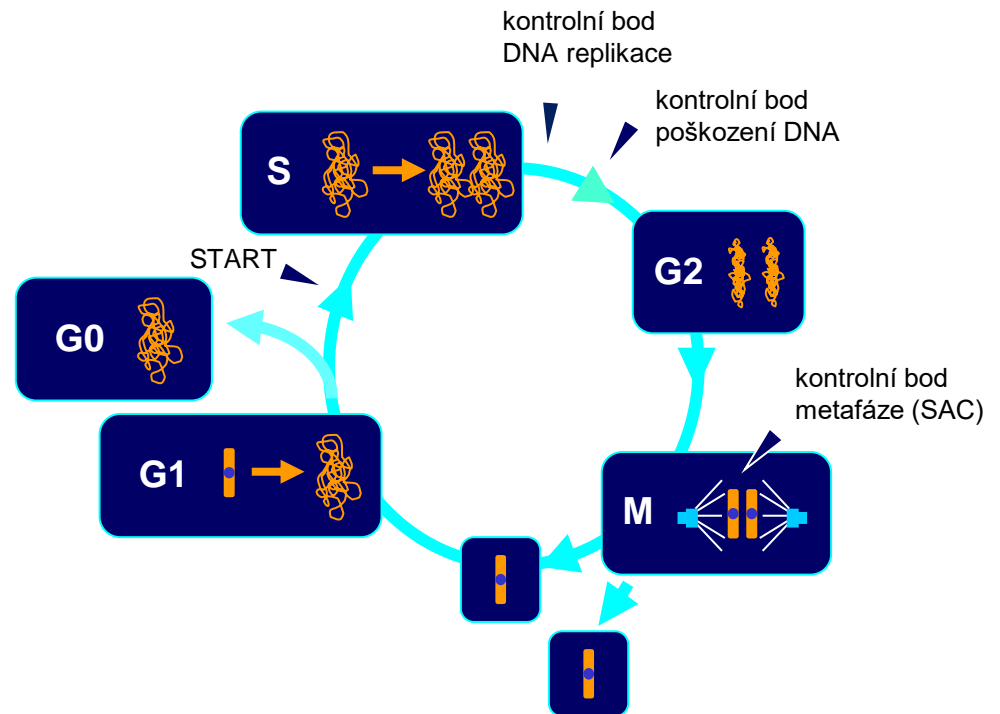 kontrolní bod
DNA replikace
kontrolní bod
poškození DNA
S
START
G2
G0
kontrolní bod
metafáze (SAC)
G1
M